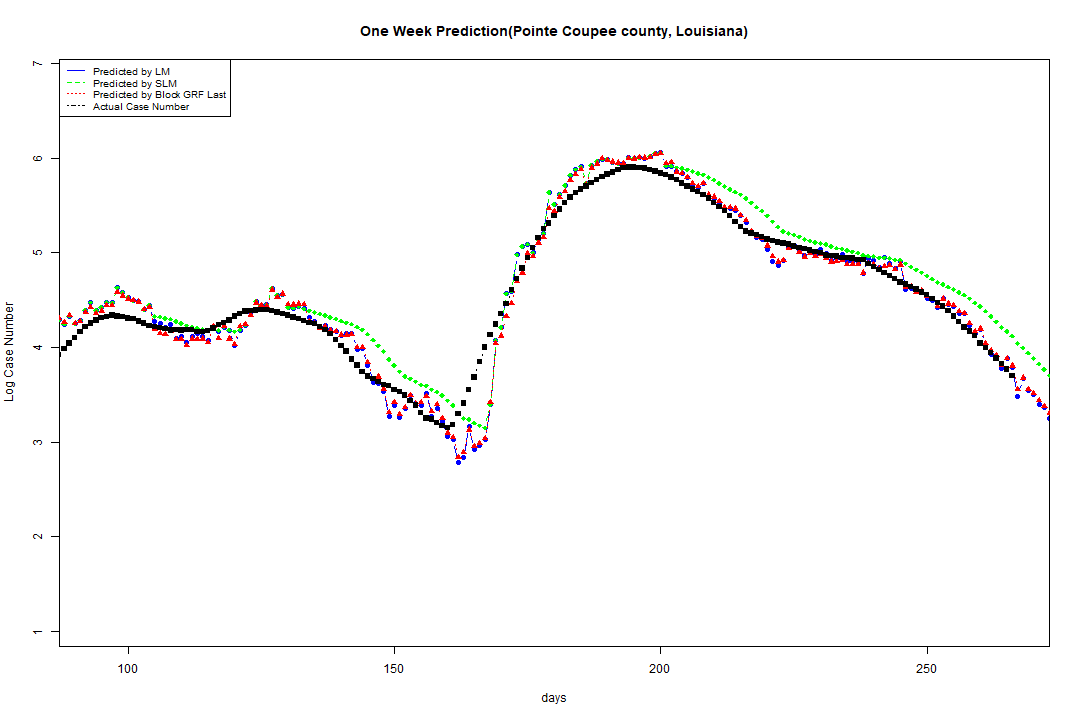 One Week Prediction(Pointe Coupee county, Louisiana)
Predicted by LM
Predicted by SLM
Predicted by Block GRF Last
Actual Case Number
Log Case Number
7
6
5
4
3
2
1
100 150 200 250
days